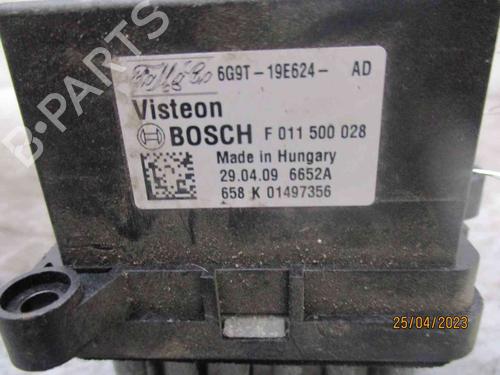 6G9T-19E624- AD
Visteon
BOSCH F 011 500 028
Made in Hungary
29.04.09 6652A
658 K 01497356
25/04/2023